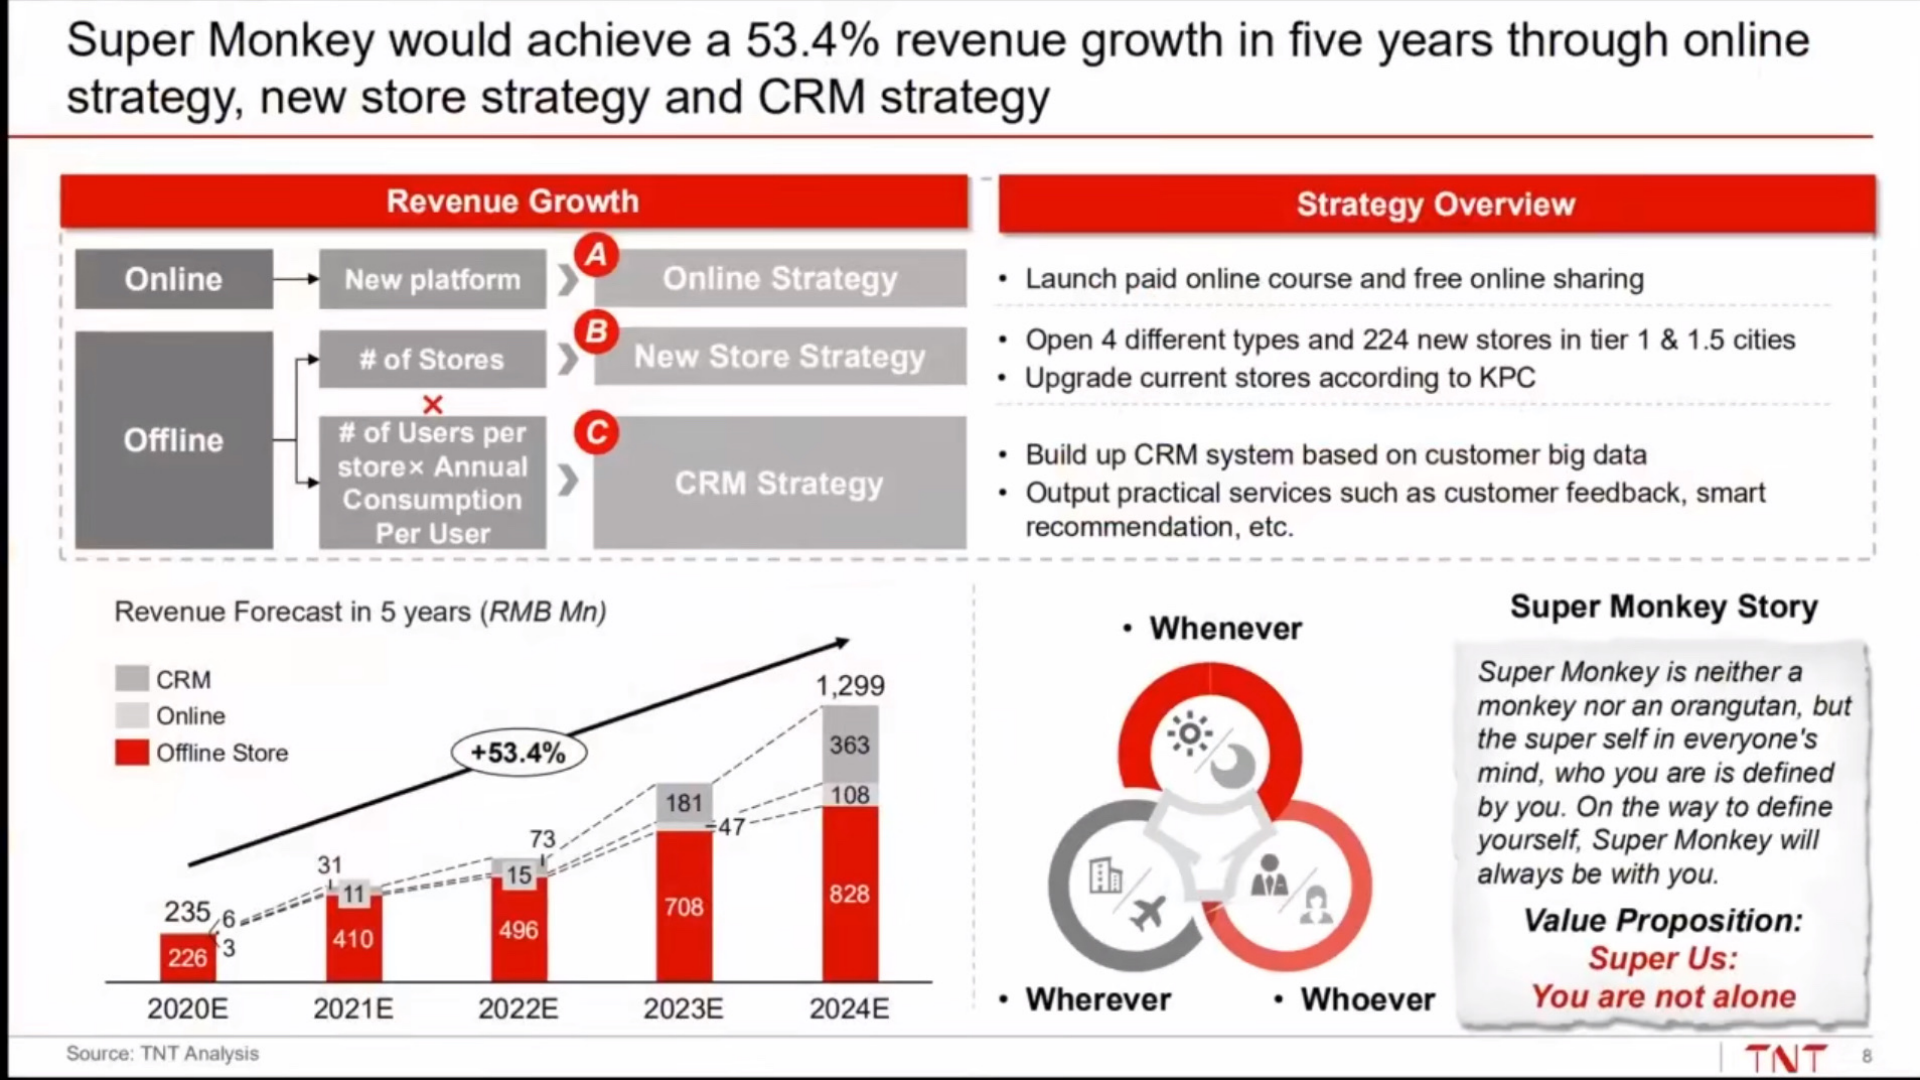 Super Monkey would achieve a 53.4% revenue growth in five years through online
strategy, new store strategy and CRM strategy
Revenue Growth
Online
New platform
A
Online Strategy
Offline
# of Stores
B
New Store Strategy
×
# of Users per
store× Annual
Consumption
Per User
C
CRM Strategy
Strategy Overview
• Launch paid online course and free online sharing
• Open 4 different types and 224 new stores in tier 1 & 1.5 cities
• Upgrade current stores according to KPC
• Build up CRM system based on customer big data
• Output practical services such as customer feedback, smart
recommendation, etc.
Revenue Forecast in 5 years (RMB Mn)
CRM
Online
Offline Store
+53.4%
235
6
3
226
31
11
410
73
15
496
181
47
708
1,299
363
108
828
2020E
2021E
2022E
2023E
2024E
• Whenever
• Wherever
• Whoever
Super Monkey Story
Super Monkey is neither a
monkey nor an orangutan, but
the super self in everyone's
mind, who you are is defined
by you. On the way to define
yourself, Super Monkey will
always be with you.
Value Proposition:
Super Us:
You are not alone
Source: TNT Analysis
TNT
8